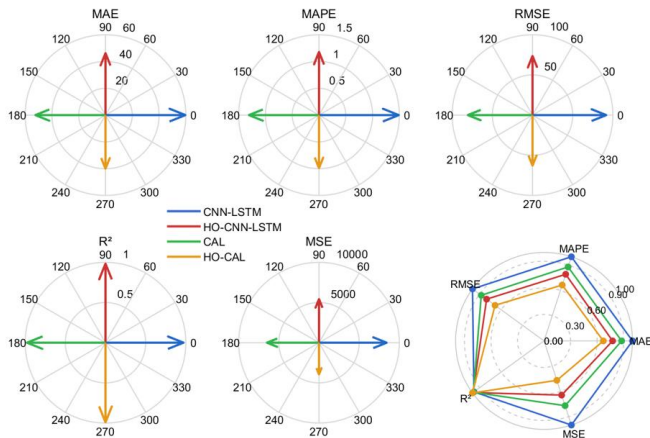 MAE
90 60 60
120 40 30
20
150
180 0
210 330
240 300
270
MAPE
90 1.5 60
120 1 30
0.5
150
180 0
210 330
240 300
270
RMSE
90 100 60
120 50 30
150
180 0
210 330
240 300
270
CNN-LSTM
HO-CNN-LSTM
CAL
HO-CAL
R²
90 1 60
120 0.5 30
150
180 0
210 330
240 300
270
MSE
90 10000 60
120 5000 30
150
180 0
210 330
240 300
270
MAPE
RMSE
1.00
0.90
0.60
0.30
0.00
MAE
R²
MSE